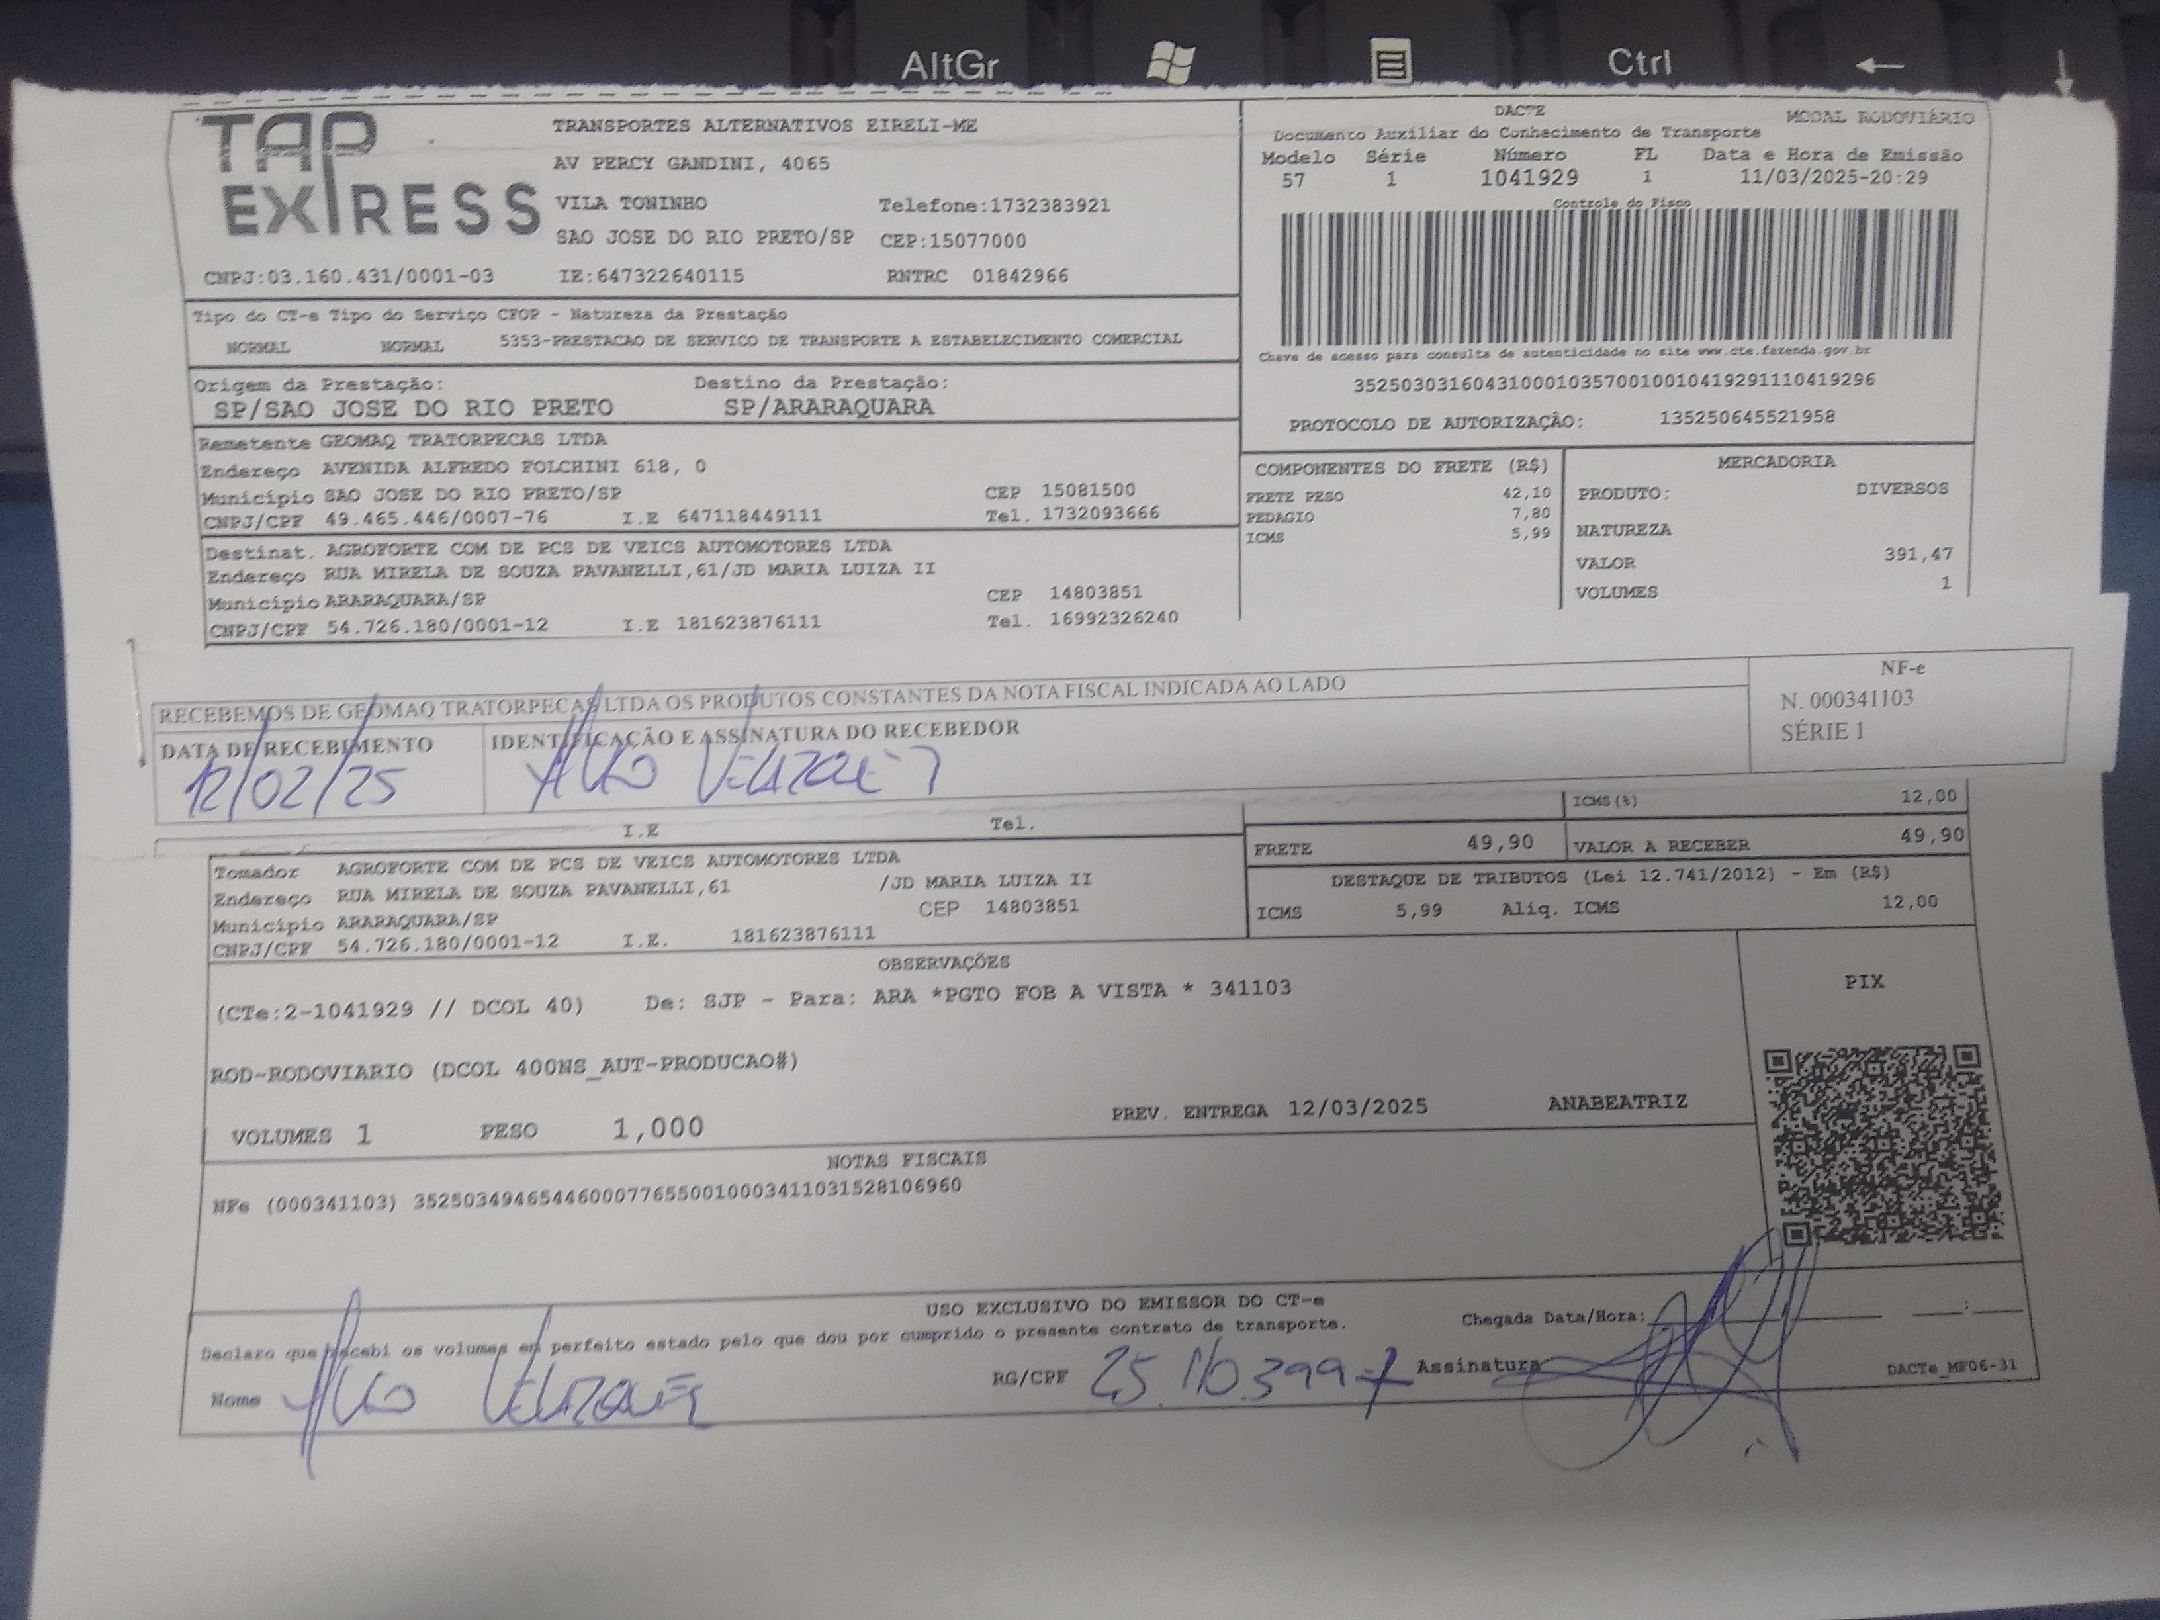 AltGr
Ctrl
TAP EXPRESS
TRANSPORTES ALTERNATIVOS EIRELI-ME
AV PERCY GANDINI, 4065
VILA TONINHO Telefone:1732383921
SAO JOSE DO RIO PRETO/SP CEP:15077000
CNPJ:03.160.431/0001-03 IE:647322640115 RNTRC 01842966
DACTE MODAL RODOVIÁRIO
Documento Auxiliar do Conhecimento de Transporte
Modelo Série Número FL Data e Hora de Emissão
57 1 1041929 1 11/03/2025-20:29
Controle do Fisco
Chave de acesso para consulta de autenticidade no site www.cte.fazenda.gov.br
35250303160431000103570010010419291110419296
PROTOCOLO DE AUTORIZAÇÃO: 135250645521958
Tipo do CT-e Tipo do Serviço CFOP - Natureza da Prestação
NORMAL NORMAL 5353-PRESTACAO DE SERVICO DE TRANSPORTE A ESTABELECIMENTO COMERCIAL
Origem da Prestação: Destino da Prestação:
SP/SAO JOSE DO RIO PRETO SP/ARARAQUARA
Remetente GEOMAQ TRATORPECAS LTDA
Endereço AVENIDA ALFREDO FOLCHINI 618, 0
Município SAO JOSE DO RIO PRETO/SP CEP 15081500
CNPJ/CPF 49.465.446/0007-76 I.E 647118449111 Tel. 1732093666
Destinat. AGROFORTE COM DE PCS DE VEICS AUTOMOTORES LTDA
Endereço RUA MIRELA DE SOUZA PAVANELLI,61/JD MARIA LUIZA II
Município ARARAQUARA/SP CEP 14803851
CNPJ/CPF 54.726.180/0001-12 I.E 181623876111 Tel. 16992326240
COMPONENTES DO FRETE (R$)
FRETE PESO 42,10
PEDAGIO 7,80
ICMS 5,99
MERCADORIA
PRODUTO: DIVERSOS
NATUREZA
VALOR 391,47
VOLUMES 1
RECEBEMOS DE GEOMAQ TRATORPECAS LTDA OS PRODUTOS CONSTANTES DA NOTA FISCAL INDICADA AO LADO
DATA DE RECEBIMENTO IDENTIFICAÇÃO E ASSINATURA DO RECEBEDOR
12/02/25
NF-e
N. 000341103
SÉRIE 1
I.E Tel.
ICMS(%) 12,00
FRETE 49,90 VALOR A RECEBER 49,90
Tomador AGROFORTE COM DE PCS DE VEICS AUTOMOTORES LTDA
Endereço RUA MIRELA DE SOUZA PAVANELLI,61 /JD MARIA LUIZA II
Município ARARAQUARA/SP CEP 14803851
CNPJ/CPF 54.726.180/0001-12 I.E. 181623876111
DESTAQUE DE TRIBUTOS (Lei 12.741/2012) - Em (R$)
ICMS 5,99 Aliq. ICMS 12,00
OBSERVAÇÕES
(CTe:2-1041929 // DCOL 40) De: SJP - Para: ARA *PGTO FOB A VISTA * 341103
ROD-RODOVIARIO (DCOL 400NS_AUT-PRODUCAO#)
VOLUMES 1 PESO 1,000 PREV. ENTREGA 12/03/2025 ANABEATRIZ
PIX
NOTAS FISCAIS
NFe (000341103) 35250349465446000776550010003411031528106960
USO EXCLUSIVO DO EMISSOR DO CT-e
Declaro que recebi os volumes em perfeito estado pelo que dou por cumprido o presente contrato de transporte.
Chegada Data/Hora: ____ __:__
Nome RG/CPF Assinatura
DACTe_MF06-31